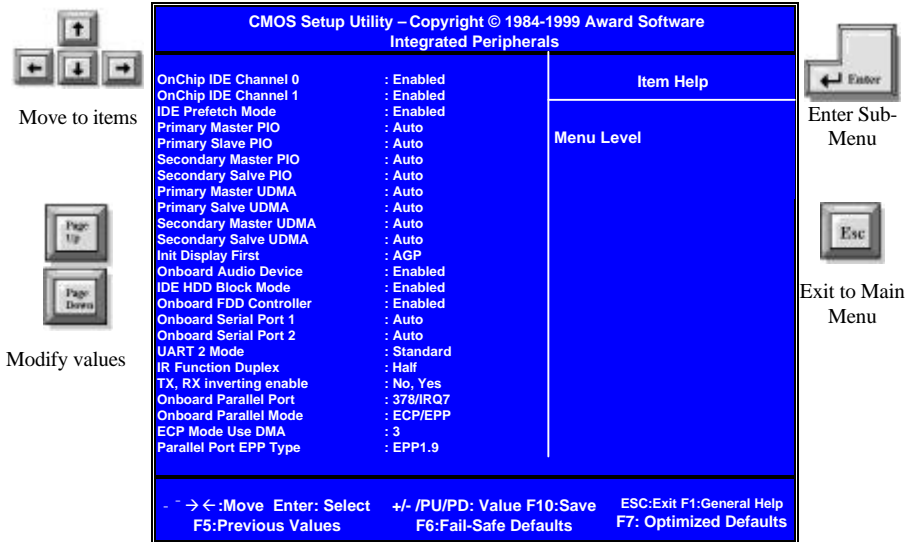 CMOS Setup Utility – Copyright © 1984-1999 Award Software
Integrated Peripherals
OnChip IDE Channel 0 : Enabled
OnChip IDE Channel 1 : Enabled
IDE Prefetch Mode : Enabled
Primary Master PIO : Auto
Primary Slave PIO : Auto
Secondary Master PIO : Auto
Secondary Salve PIO : Auto
Primary Master UDMA : Auto
Primary Salve UDMA : Auto
Secondary Master UDMA : Auto
Secondary Salve UDMA : Auto
Init Display First : AGP
Onboard Audio Device : Enabled
IDE HDD Block Mode : Enabled
Onboard FDD Controller : Enabled
Onboard Serial Port 1 : Auto
Onboard Serial Port 2 : Auto
UART 2 Mode : Standard
IR Function Duplex : Half
TX, RX inverting enable : No, Yes
Onboard Parallel Port : 378/IRQ7
Onboard Parallel Mode : ECP/EPP
ECP Mode Use DMA : 3
Parallel Port EPP Type : EPP1.9
Item Help
Menu Level
- ¯ → ← :Move Enter: Select +/- /PU/PD: Value F10:Save ESC:Exit F1:General Help
F5:Previous Values F6:Fail-Safe Defaults F7: Optimized Defaults
↑
← ↓ →
Move to items
Page
Up
Page
Down
Modify values
↵ Enter
Enter Sub-
Menu
Esc
Exit to Main
Menu